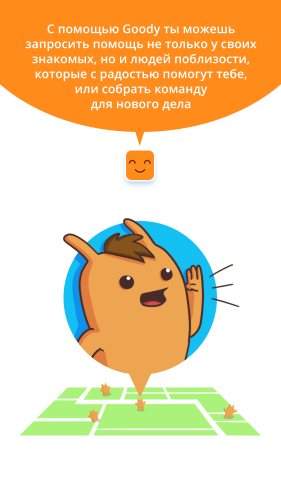 С помощью Goody ты можешь
запросить помощь не только у своих
знакомых, но и людей поблизости,
которые с радостью помогут тебе,
или собрать команду
для нового дела